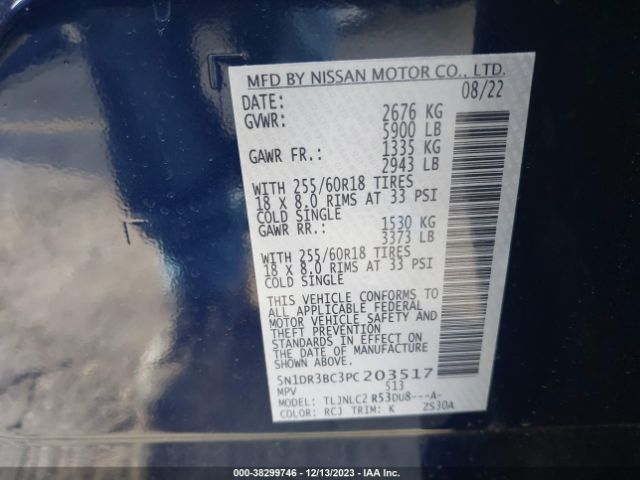 MFD BY NISSAN MOTOR CO., LTD.
DATE: 08/22
GVWR: 2676 KG
5900 LB
GAWR FR.: 1335 KG
2943 LB
WITH 255/60R18 TIRES
18 X 8.0 RIMS AT 33 PSI
COLD SINGLE
GAWR RR.: 1530 KG
3373 LB
WITH 255/60R18 TIRES
18 X 8.0 RIMS AT 33 PSI
COLD SINGLE
THIS VEHICLE CONFORMS TO
ALL APPLICABLE FEDERAL
MOTOR VEHICLE SAFETY AND
THEFT PREVENTION
STANDARDS IN EFFECT ON
THE DATE OF MANUFACTURE
SHOWN ABOVE.
5N1DR3BC3PC203517
MPV S13
MODEL: TLJNLC2 R53DU8---A-
COLOR: RCJ TRIM: K ZS30A
000-38299746 - 12/13/2023 - IAA Inc.